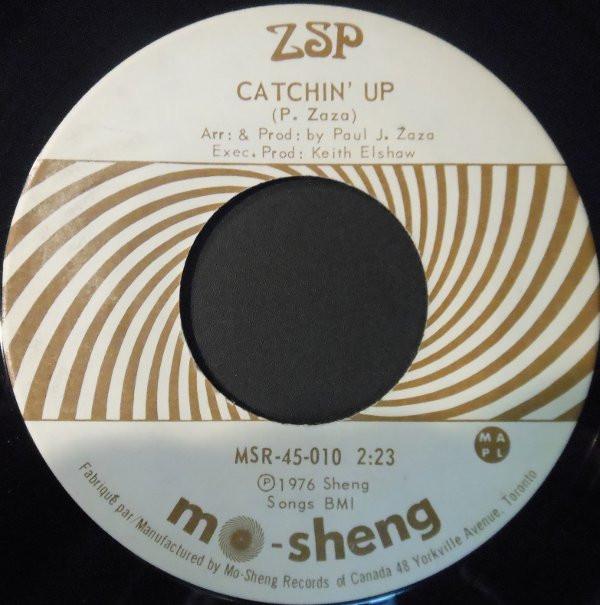 ZSP
CATCHIN' UP
(P. Zaza)
Arr: & Prod: by Paul J. Zaza
Exec. Prod: Keith Elshaw
MSR-45-010 2:23
M A
P L
Ⓟ1976 Sheng
Songs BMI
mo-sheng
Fabriqué par/Manufactured by Mo-Sheng Records of Canada 48 Yorkville Avenue, Toronto